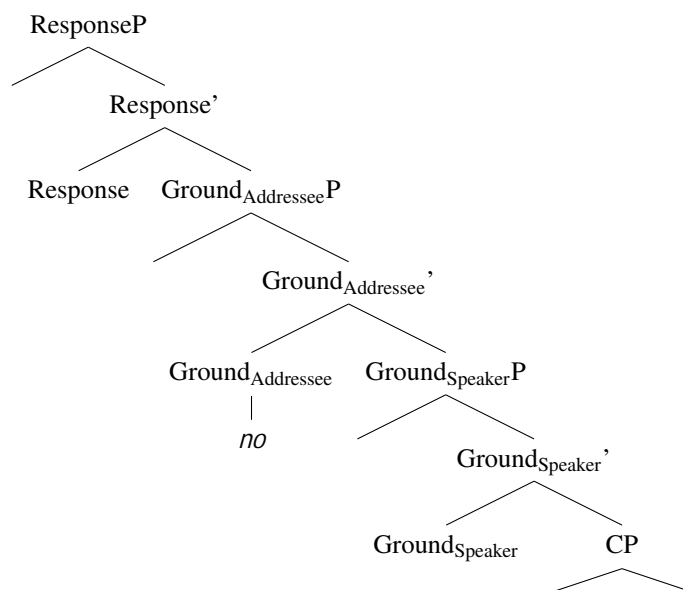 ResponseP
Response’
Response GroundAddresseeP
GroundAddressee’
GroundAddressee GroundSpeakerP
no
GroundSpeaker’
GroundSpeaker CP